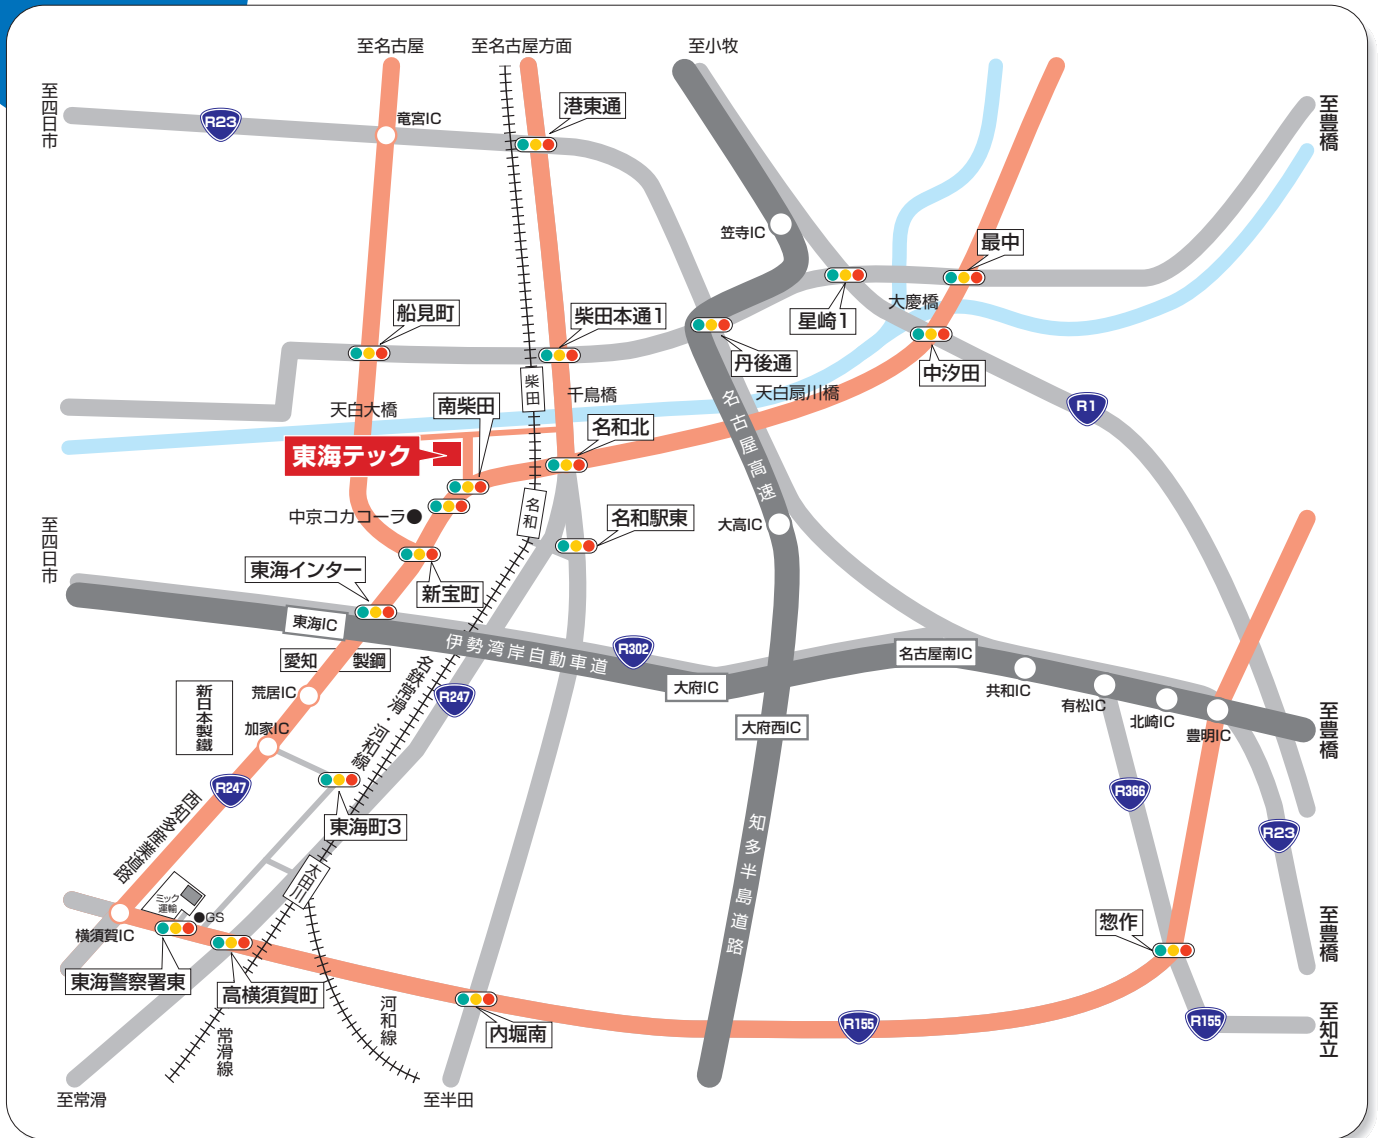 至名古屋
至名古屋方面
至小牧
至四日市
至豊橋
港東通
竜宮IC
R23
笠寺IC
最中
大慶橋
船見町
柴田本通1
星崎1
丹後通
中汐田
柴田
千鳥橋
天白扇川橋
天白大橋
南柴田
名和北
R1
東海テック
名古屋高速
名和
中京コカコーラ
名和駅東
大高IC
至四日市
東海インター
新宝町
東海IC
伊勢湾岸自動車道
R302
名古屋南IC
愛知 製鋼
大府IC
共和IC
有松IC
北崎IC
豊明IC
至豊橋
荒居IC
新日本製鐵
加家IC
名鉄常滑・河和線
R247
大府西IC
R247
西知多産業道路
東海町3
R366
R23
知多半島道路
太田川
ミック
運輸
GS
横須賀IC
惣作
至豊橋
東海警察署東
高横須賀町
内堀南
河和線
常滑線
R155
R155
至知立
至常滑
至半田